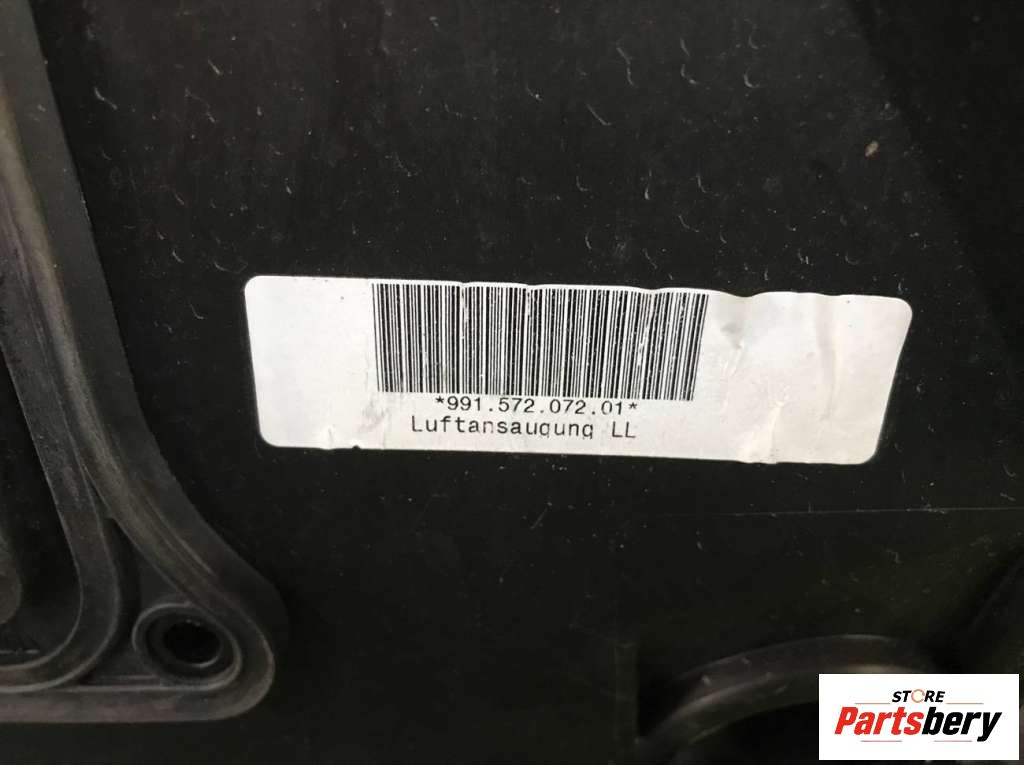 *991.572.072.01*
Luftansaugung LL
STORE
Partsbery